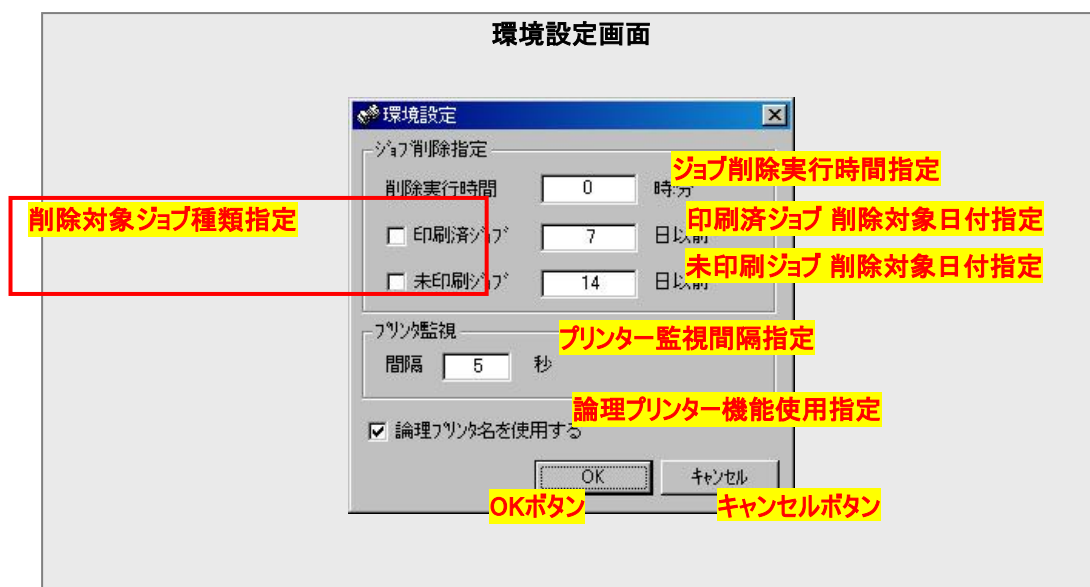 環境設定画面
環境設定
ジョブ削除指定
ジョブ削除実行時間指定
削除実行時間 0 時:分
削除対象ジョブ種類指定
印刷済ジョブ 削除対象日付指定
印刷済ジョブ 7 日以前
未印刷ジョブ 削除対象日付指定
未印刷ジョブ 14 日以前
プリンタ監視
プリンター監視間隔指定
間隔 5 秒
論理プリンター機能使用指定
論理プリンタ名を使用する
OK キャンセル
OKボタン キャンセルボタン